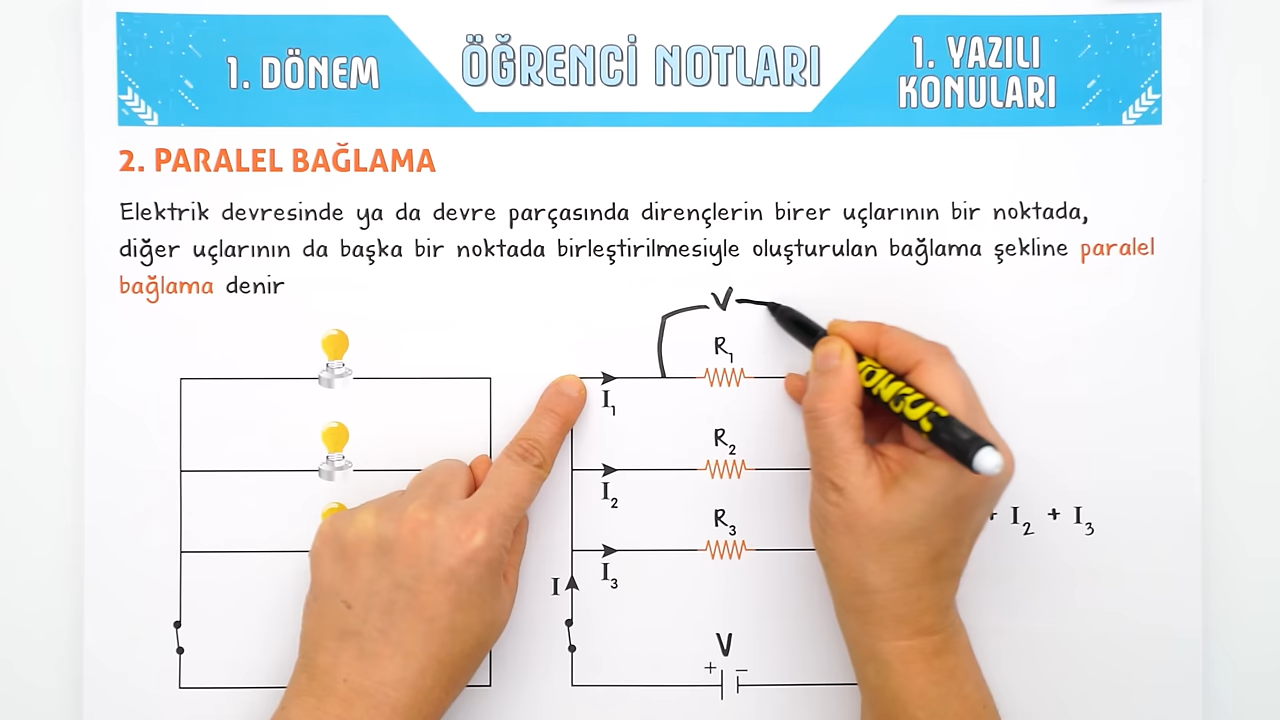 1. DÖNEM
ÖĞRENCİ NOTLARI
1. YAZILI
KONULARI
2. PARALEL BAĞLAMA
Elektrik devresinde ya da devre parçasında dirençlerin birer uçlarının bir noktada,
diğer uçlarının da başka bir noktada birleştirilmesiyle oluşturulan bağlama şekline paralel
bağlama denir
V
R₁
I₁
R₂
I₂
R₃
I₃
I
+ I₂ + I₃
V
+ −
TONGUÇ